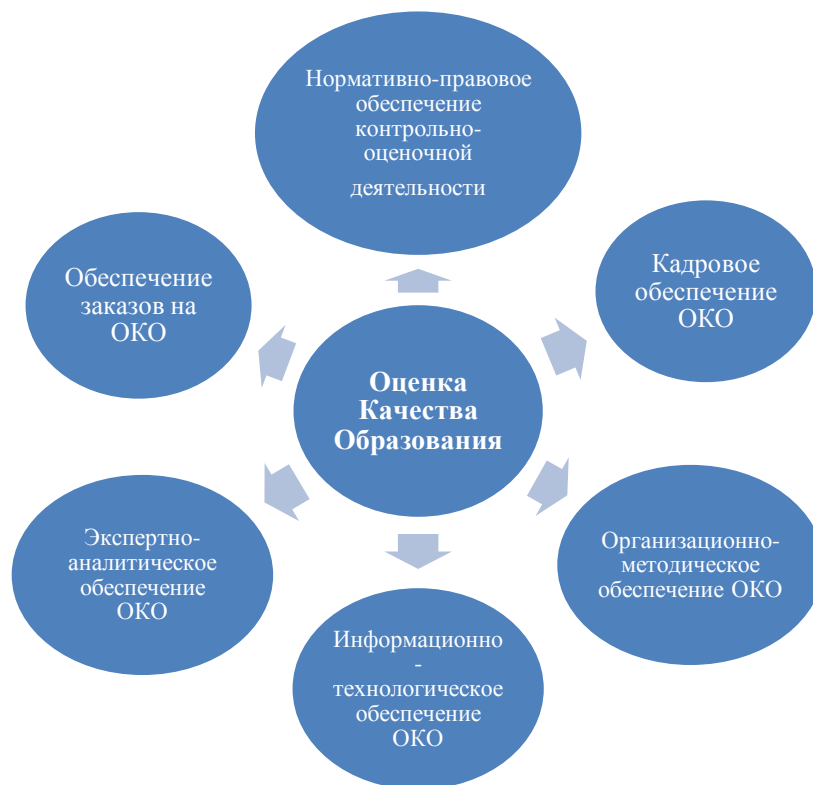 Нормативно-правовое
обеспечение
контрольно-
оценочной
деятельности
Кадровое
обеспечение
ОКО
Обеспечение
заказов на
ОКО
Оценка
Качества
Образования
Организационно-
методическое
обеспечение ОКО
Экспертно-
аналитическое
обеспечение
ОКО
Информационно
-
технологическое
обеспечение
ОКО